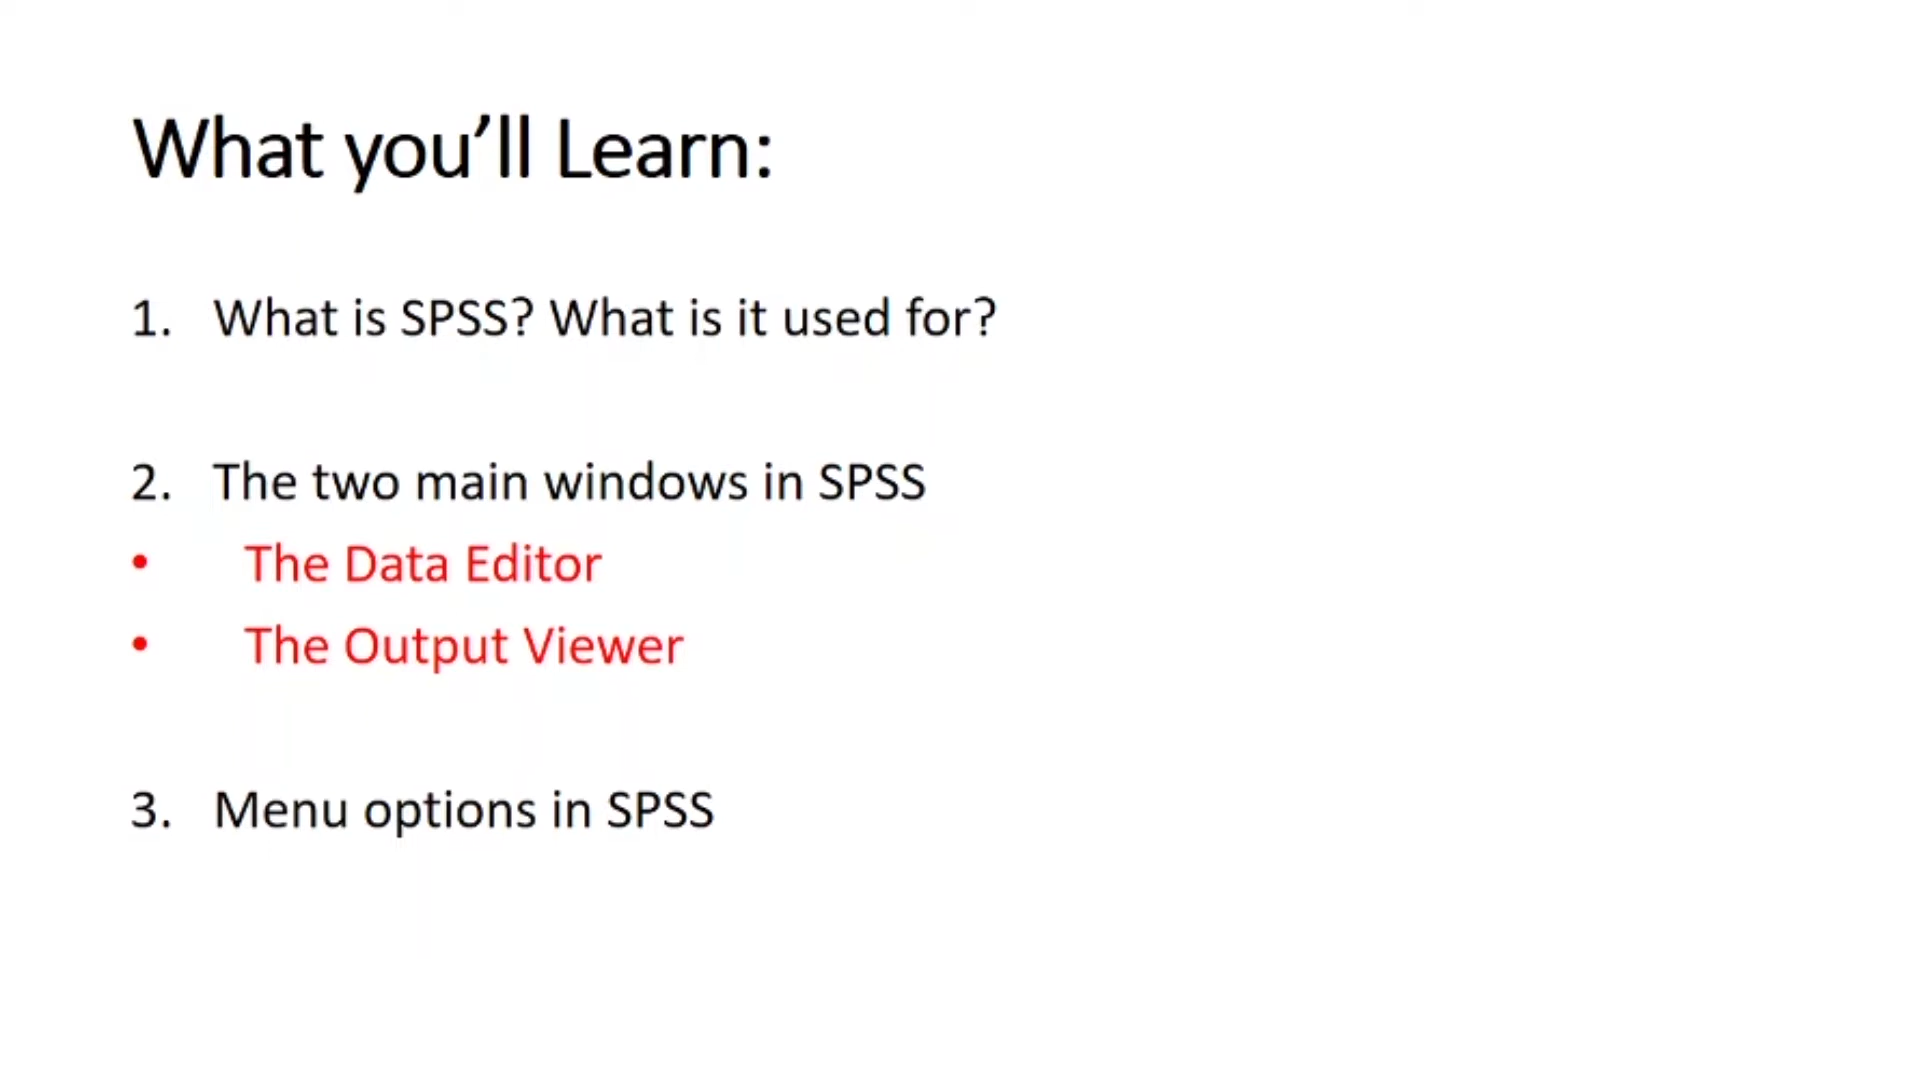 What you’ll Learn:
1. What is SPSS? What is it used for?
2. The two main windows in SPSS
• The Data Editor
• The Output Viewer
3. Menu options in SPSS